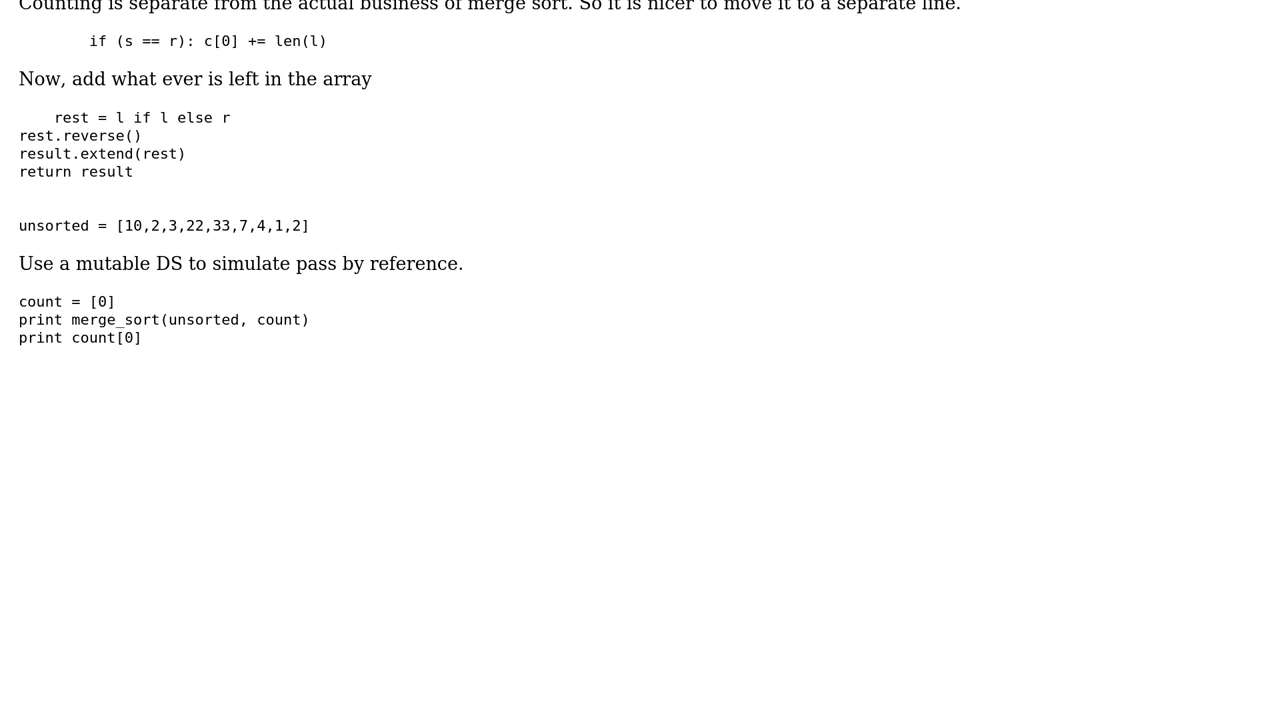 Counting is separate from the actual business of merge sort. So it is nicer to move it to a separate line.
if (s == r): c[0] += len(l)
Now, add what ever is left in the array
rest = l if l else r
rest.reverse()
result.extend(rest)
return result
unsorted = [10,2,3,22,33,7,4,1,2]
Use a mutable DS to simulate pass by reference.
count = [0]
print merge_sort(unsorted, count)
print count[0]